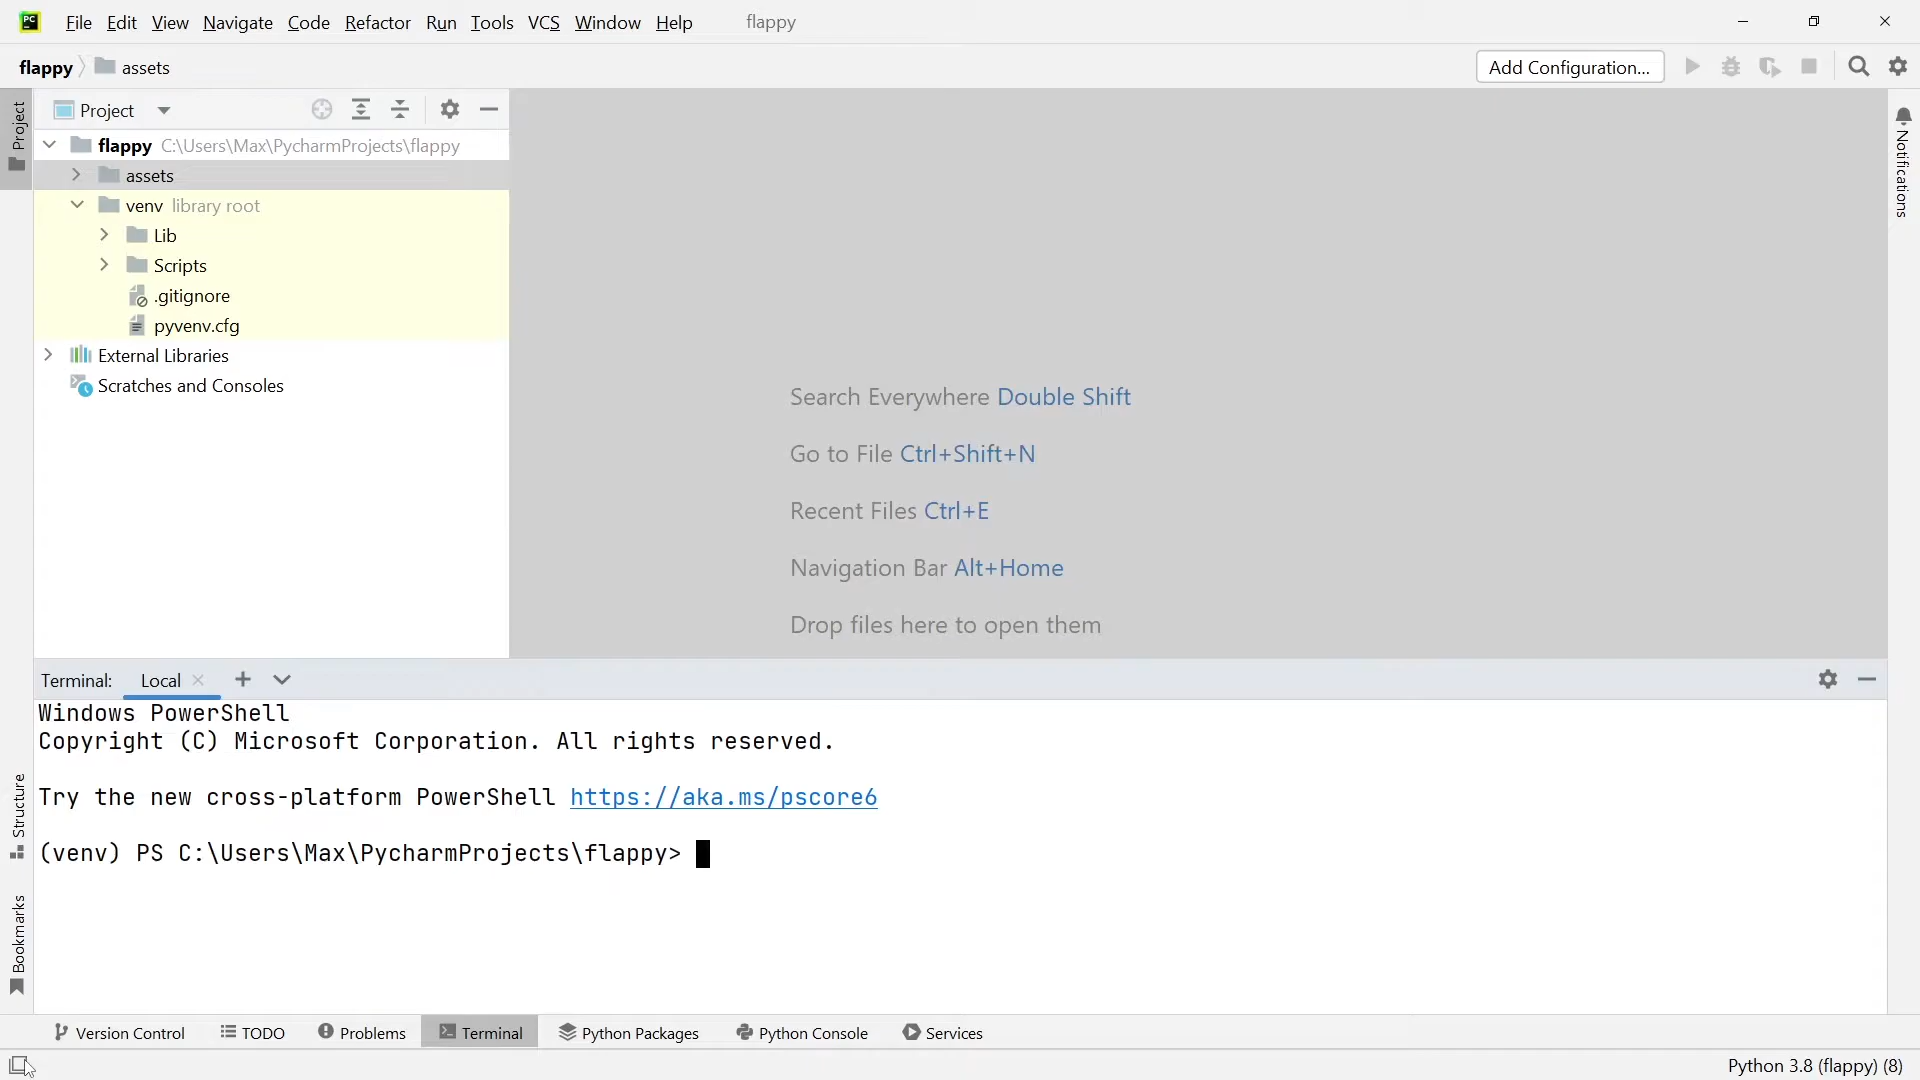 PC File Edit View Navigate Code Refactor Run Tools VCS Window Help flappy
flappy assets Add Configuration...
Project
Project
flappy C:\Users\Max\PycharmProjects\flappy
assets
venv library root
Lib
Scripts
.gitignore
pyvenv.cfg
External Libraries
Scratches and Consoles
Search Everywhere Double Shift
Go to File Ctrl+Shift+N
Recent Files Ctrl+E
Navigation Bar Alt+Home
Drop files here to open them
Notifications
Terminal: Local
Windows PowerShell
Copyright (C) Microsoft Corporation. All rights reserved.
Try the new cross-platform PowerShell https://aka.ms/pscore6
(venv) PS C:\Users\Max\PycharmProjects\flappy>
Structure
Bookmarks
Version Control TODO Problems Terminal Python Packages Python Console Services
Python 3.8 (flappy) (8)